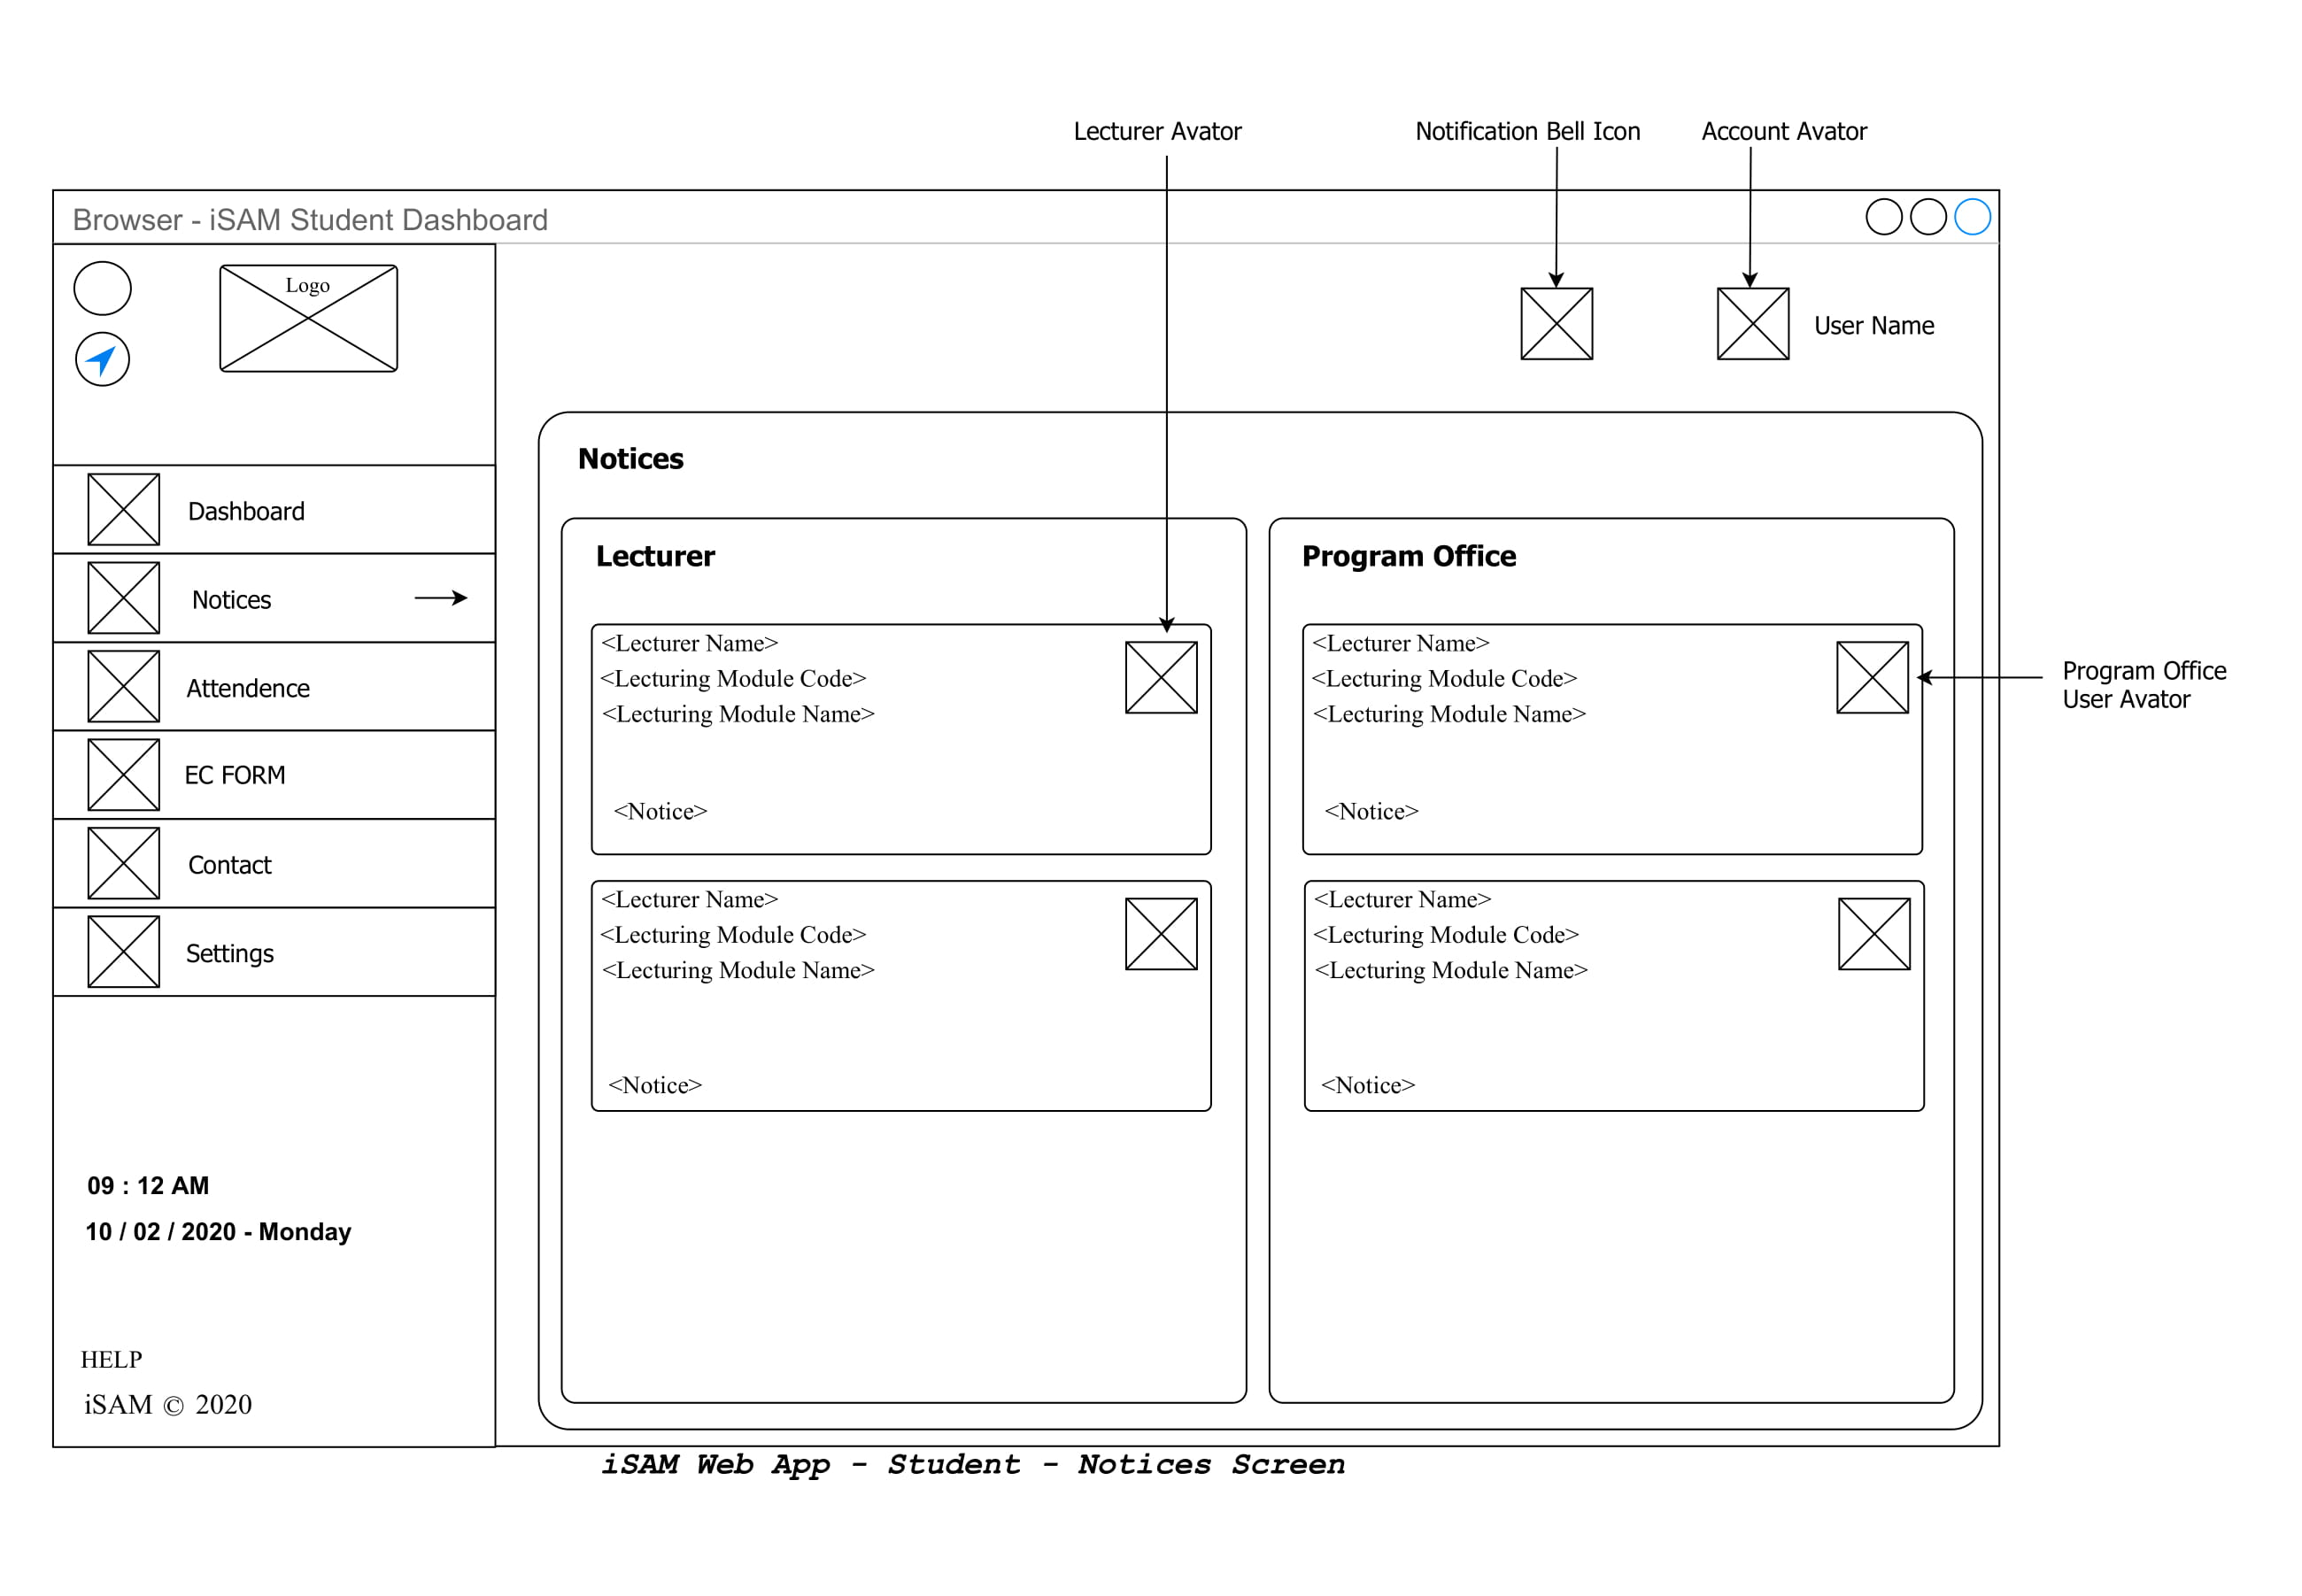 Lecturer Avator
Notification Bell Icon
Account Avator
Browser - iSAM Student Dashboard
Logo
User Name
Dashboard
Notices
Attendence
EC FORM
Contact
Settings
09 : 12 AM
10 / 02 / 2020 - Monday
HELP
iSAM © 2020
Notices
Lecturer
<Lecturer Name>
<Lecturing Module Code>
<Lecturing Module Name>
<Notice>
<Lecturer Name>
<Lecturing Module Code>
<Lecturing Module Name>
<Notice>
Program Office
<Lecturer Name>
<Lecturing Module Code>
<Lecturing Module Name>
<Notice>
<Lecturer Name>
<Lecturing Module Code>
<Lecturing Module Name>
<Notice>
Program Office
User Avator
iSAM Web App - Student - Notices Screen